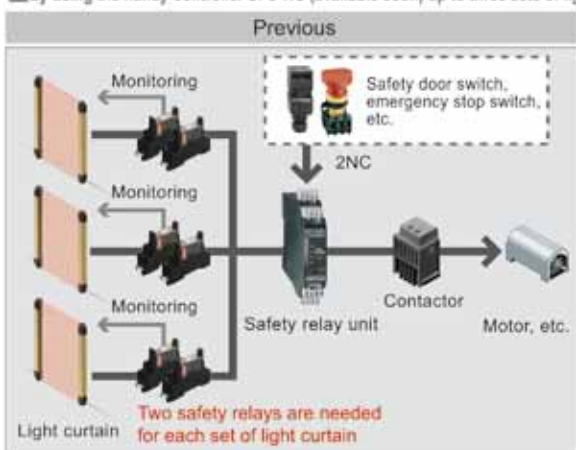 Previous
Monitoring
Safety door switch,
emergency stop switch,
etc.
2NC
Monitoring
Monitoring
Safety relay unit
Contactor
Motor, etc.
Light curtain
Two safety relays are needed
for each set of light curtain